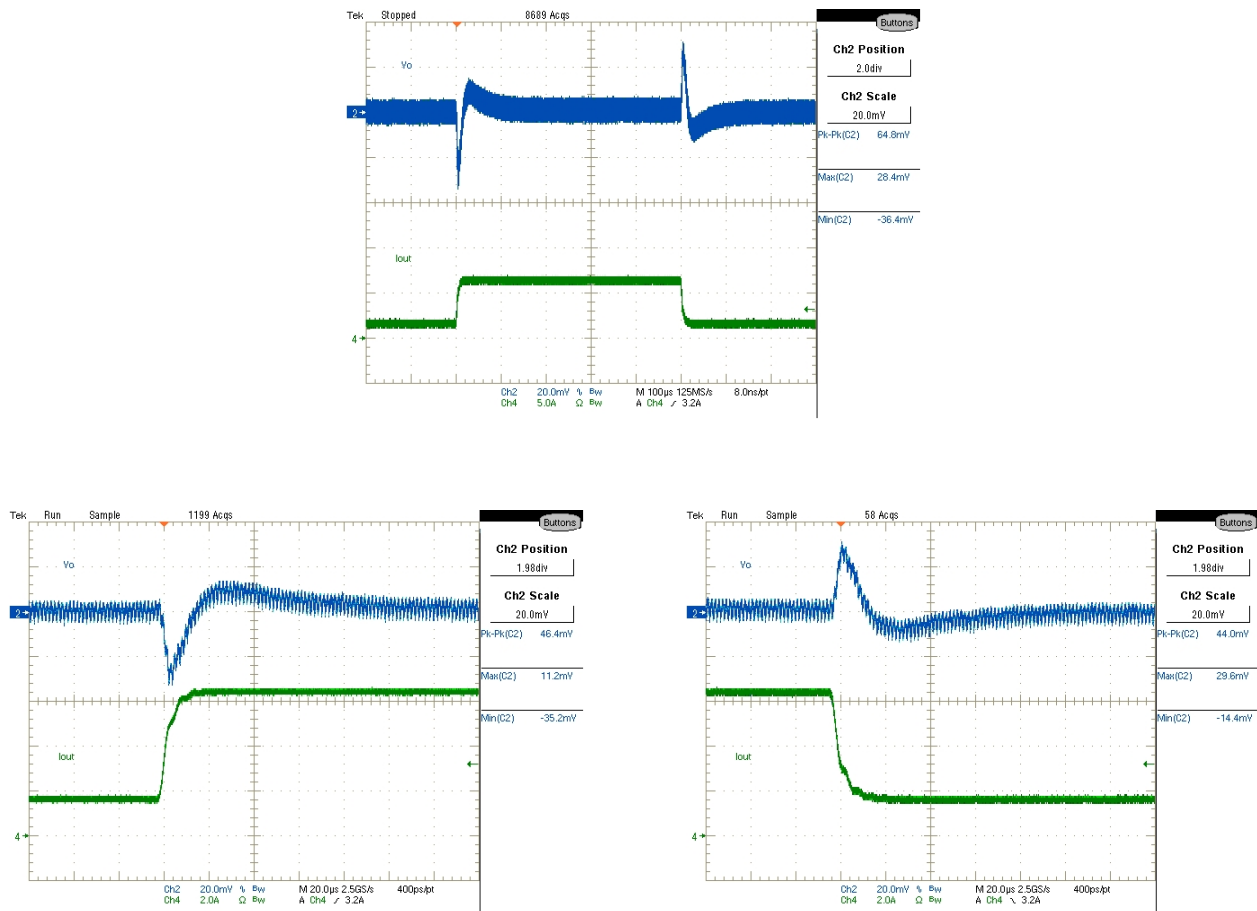 Tek Stopped 8689 Acqs
Buttons
Vo
Ch2 Position
2.0div
Ch2 Scale
20.0mV
2
Pk-Pk(C2) 64.8mV
Max(C2) 28.4mV
Min(C2) -36.4mV
Iout
4
Ch2 20.0mV % Bw M 100µs 125MS/s 8.0ns/pt
Ch4 5.0A Ω Bw A Ch4 / 3.2A
Tek Run Sample 1199 Acqs
Buttons
Vo
Ch2 Position
1.98div
Ch2 Scale
20.0mV
2
Pk-Pk(C2) 46.4mV
Max(C2) 11.2mV
Min(C2) -35.2mV
Iout
4
Ch2 20.0mV % Bw M 20.0µs 2.5GS/s 400ps/pt
Ch4 2.0A Ω Bw A Ch4 / 3.2A
Tek Run Sample 58 Acqs
Buttons
Vo
Ch2 Position
1.98div
Ch2 Scale
20.0mV
2
Pk-Pk(C2) 44.0mV
Max(C2) 29.6mV
Min(C2) -14.4mV
Iout
4
Ch2 20.0mV % Bw M 20.0µs 2.5GS/s 400ps/pt
Ch4 2.0A Ω Bw A Ch4 \ 3.2A